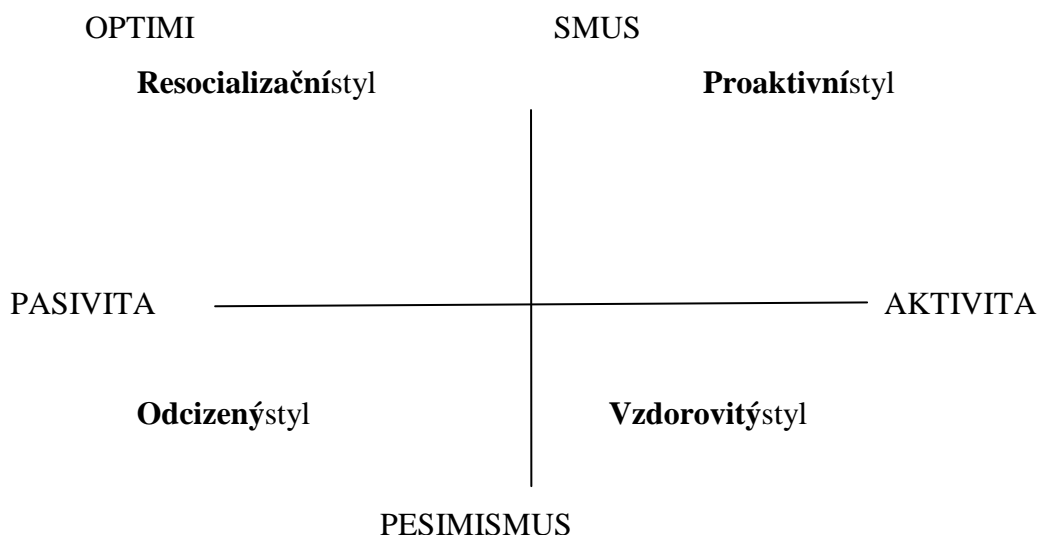 OPTIMI SMUS
Resocializačnístyl Proaktivnístyl
PASIVITA AKTIVITA
Odcizenýstyl Vzdorovitýstyl
PESIMISMUS